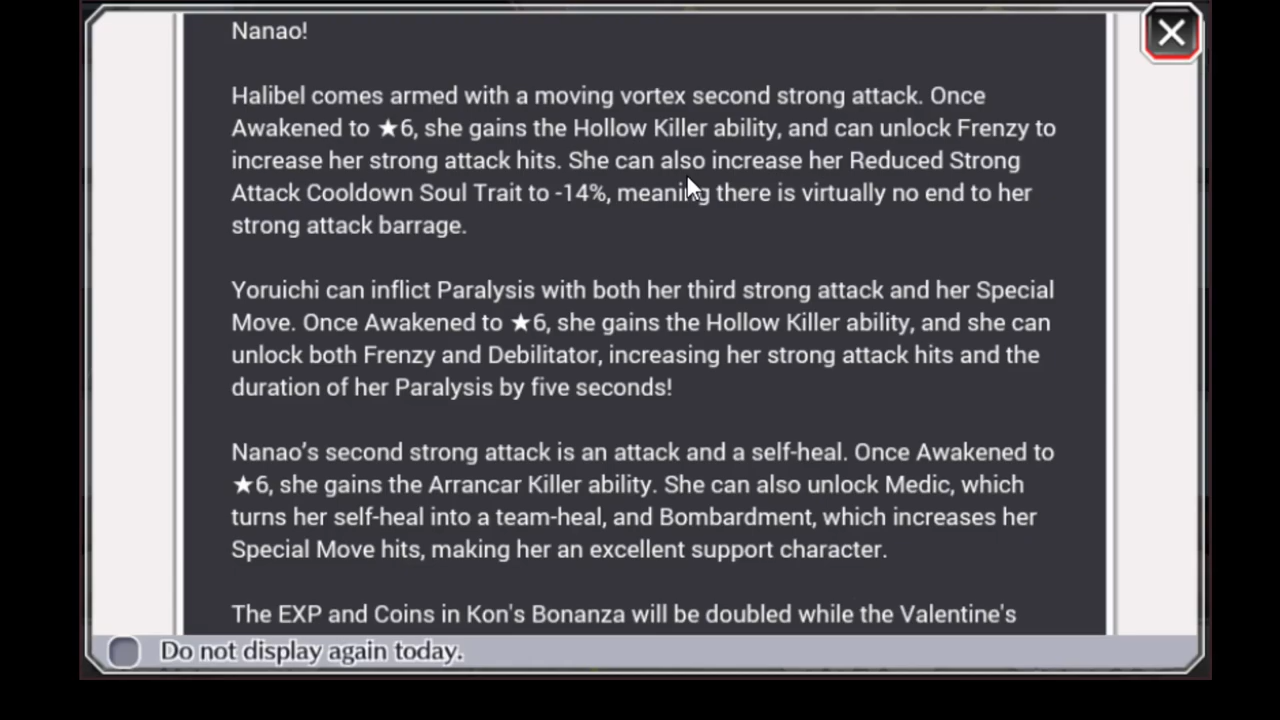 Nanao!
Halibel comes armed with a moving vortex second strong attack. Once
Awakened to ★6, she gains the Hollow Killer ability, and can unlock Frenzy to
increase her strong attack hits. She can also increase her Reduced Strong
Attack Cooldown Soul Trait to -14%, meaning there is virtually no end to her
strong attack barrage.
Yoruichi can inflict Paralysis with both her third strong attack and her Special
Move. Once Awakened to ★6, she gains the Hollow Killer ability, and she can
unlock both Frenzy and Debilitator, increasing her strong attack hits and the
duration of her Paralysis by five seconds!
Nanao’s second strong attack is an attack and a self-heal. Once Awakened to
★6, she gains the Arrancar Killer ability. She can also unlock Medic, which
turns her self-heal into a team-heal, and Bombardment, which increases her
Special Move hits, making her an excellent support character.
The EXP and Coins in Kon's Bonanza will be doubled while the Valentine's
Do not display again today.